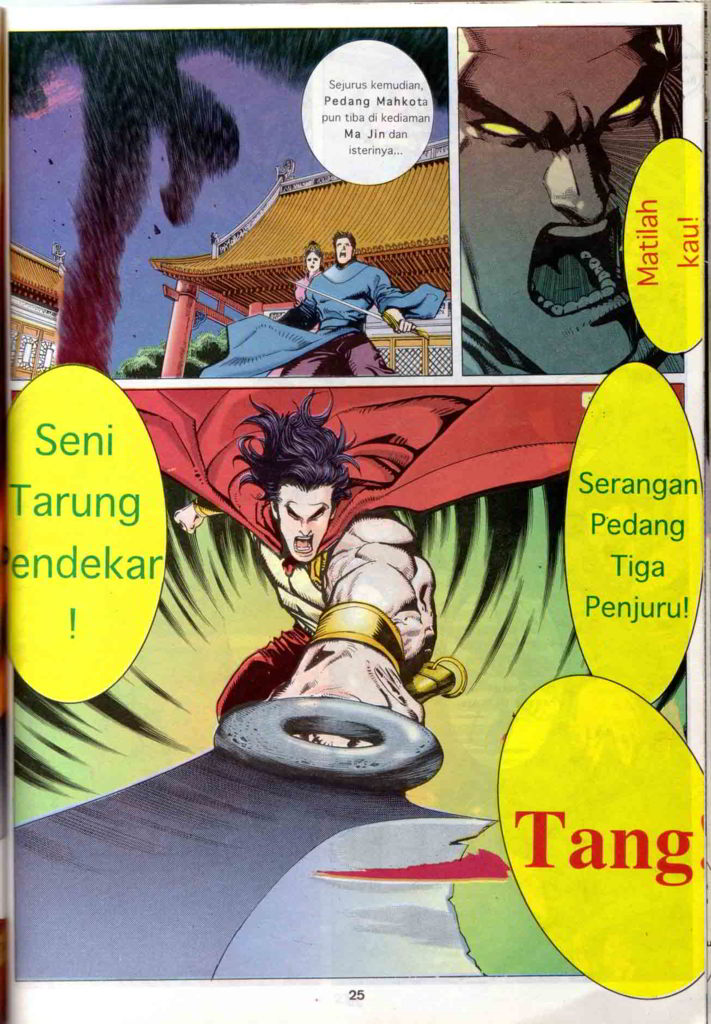 Sejurus kemudian,
Pedang Mahkota
pun tiba di kediaman
Ma Jin dan
isterinya...
Matilah
kau!
Seni
Tarung
endekar
!
Serangan
Pedang
Tiga
Penjuru!
Tang!
25